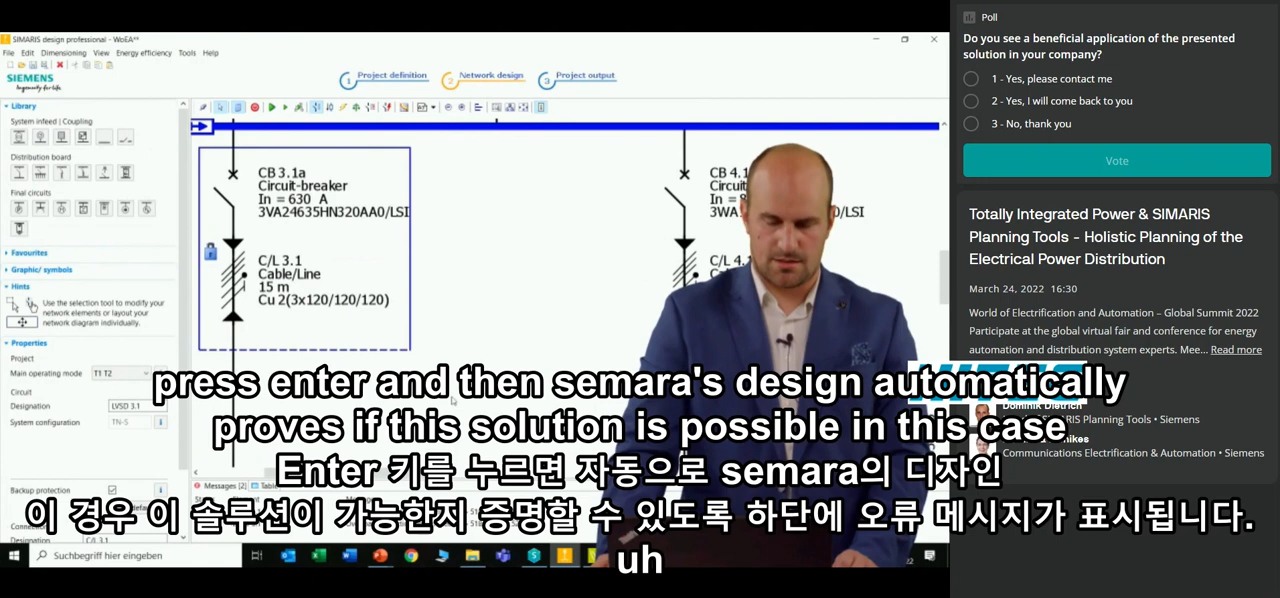 SIMARIS design professional - WoEA**
File Edit Dimensioning View Energy efficiency Tools Help
SIEMENS
Ingenuity for life
1 Project definition
2 Network design
3 Project output
Library
System infeed | Coupling
Distribution board
Final circuits
Favourites
Graphic/ symbols
Hints
Use the selection tool to modify your
network elements or layout your
network diagram individually.
Properties
Project
Main operating mode T1 T2
Circuit
Designation LVSD 3.1
System configuration TN-S
Backup protection
Designation C/L 3.1
CB 3.1a
Circuit-breaker
In = 630 A
3VA24635HN320AA0/LSI
C/L 3.1
Cable/Line
15 m
Cu 2(3x120/120/120)
CB 4.1
Circuit
In =
3WA
/LSI
C/L 4.
Messages [2]
press enter and then semara's design automatically
proves if this solution is possible in this case
Enter 키를 누르면 자동으로 semara의 디자인
이 경우 이 솔루션이 가능한지 증명할 수 있도록 하단에 오류 메시지가 표시됩니다.
uh
Suchbegriff hier eingeben
Poll
Do you see a beneficial application of the presented
solution in your company?
1 - Yes, please contact me
2 - Yes, I will come back to you
3 - No, thank you
Vote
Totally Integrated Power & SIMARIS
Planning Tools - Holistic Planning of the
Electrical Power Distribution
March 24, 2022 16:30
World of Electrification and Automation – Global Summit 2022
Participate at the global virtual fair and conference for energy
automation and distribution system experts. Mee... Read more
Dominik Dietrich
SIMARIS Planning Tools • Siemens
Communications Electrification & Automation • Siemens